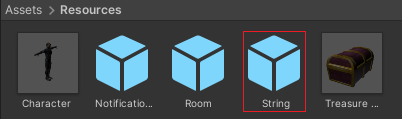 Assets > Resources
Character Notificatio... Room String Treasure ...